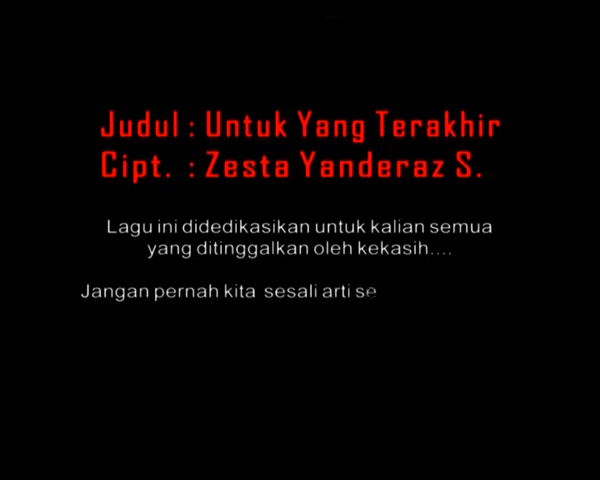 Judul : Untuk Yang Terakhir
Cipt. : Zesta Yanderaz S.
Lagu ini didedikasikan untuk kalian semua
yang ditinggalkan oleh kekasih....
Jangan pernah kita sesali arti se